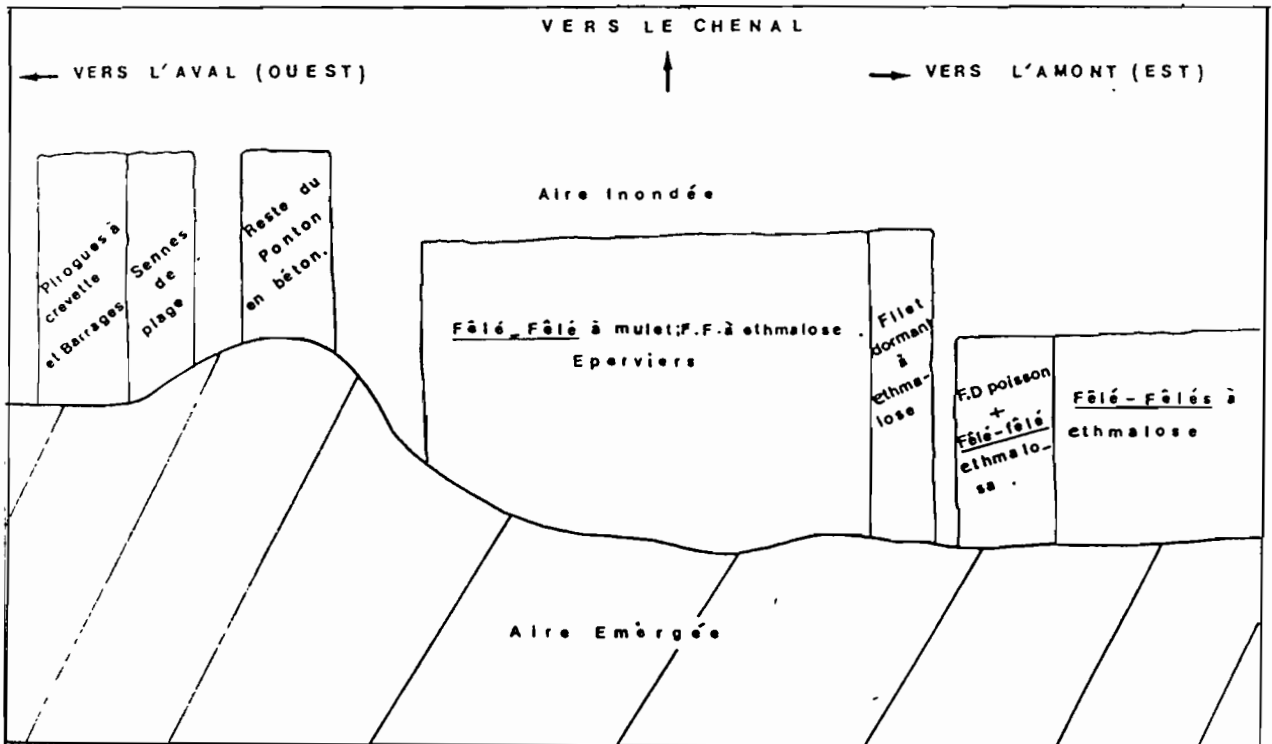 VERS LE CHENAL
VERS L'AVAL (OUEST)
VERS L'AMONT (EST)
Aire Inondée
Pirogues à
crevette
et Barrages
Sennes
de
plage
Reste du
Ponton
en béton.
Fêlé_Fêlé à mulet; F.F. à ethmalose
Eperviers
Filet
dormant
à
ethma-
lose
F.D poisson
+
Fêlé-fêlé
ethmalo-
sa
Fêlé-Fêlés à
ethmalose
Aire Emèrgée